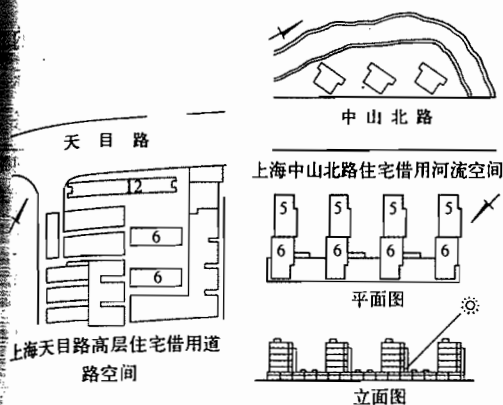 天目路
12
6
6
上海天目路高层住宅借用道
路空间
中山北路
上海中山北路住宅借用河流空间
5 5 5 5
6 6 6 6
平面图
立面图